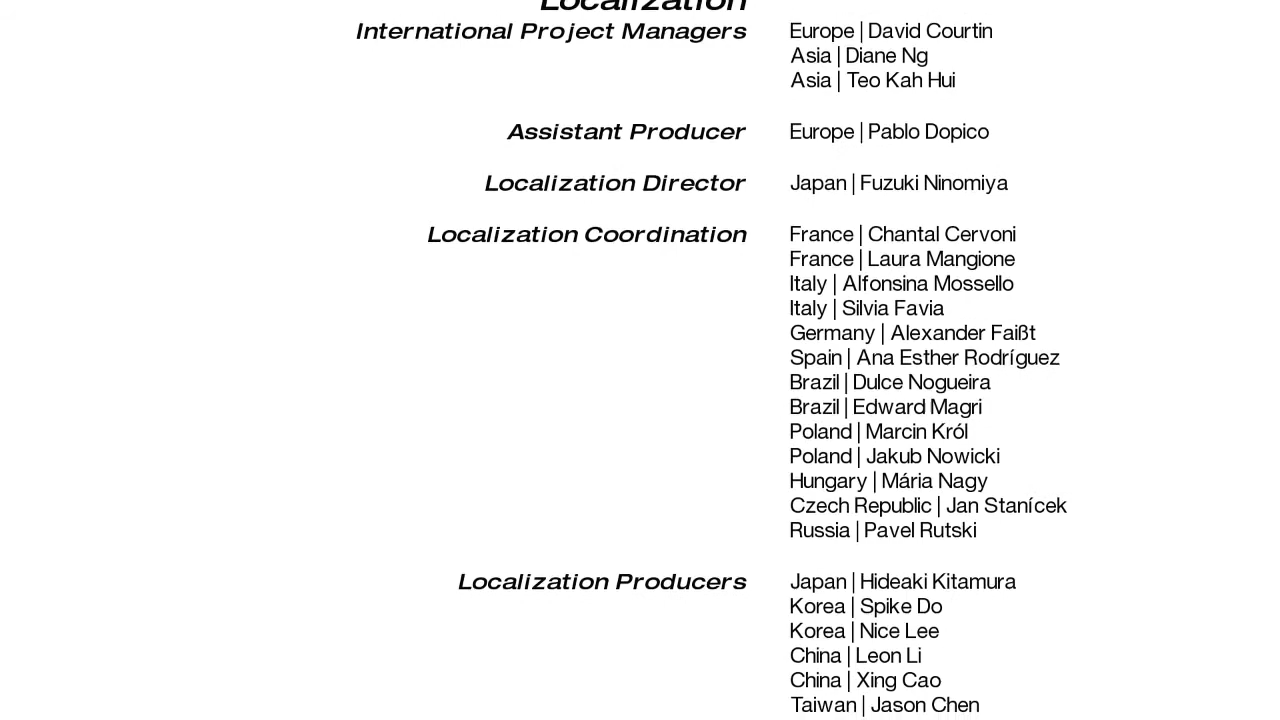 Localization
International Project Managers Europe | David Courtin
Asia | Diane Ng
Asia | Teo Kah Hui
Assistant Producer Europe | Pablo Dopico
Localization Director Japan | Fuzuki Ninomiya
Localization Coordination France | Chantal Cervoni
France | Laura Mangione
Italy | Alfonsina Mossello
Italy | Silvia Favia
Germany | Alexander Faißt
Spain | Ana Esther Rodríguez
Brazil | Dulce Nogueira
Brazil | Edward Magri
Poland | Marcin Król
Poland | Jakub Nowicki
Hungary | Mária Nagy
Czech Republic | Jan Stanícek
Russia | Pavel Rutski
Localization Producers Japan | Hideaki Kitamura
Korea | Spike Do
Korea | Nice Lee
China | Leon Li
China | Xing Cao
Taiwan | Jason Chen